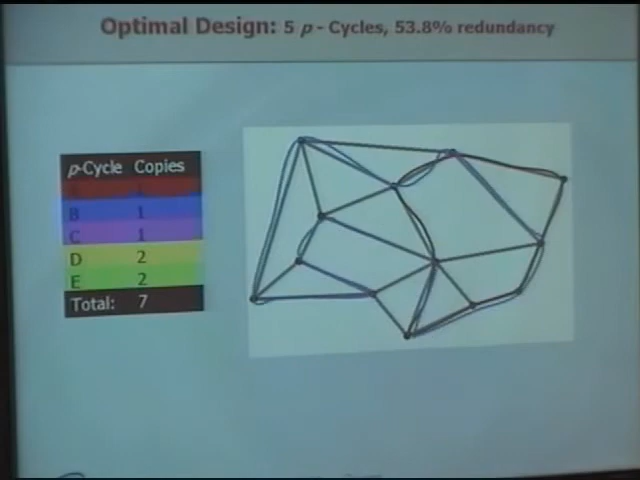 Optimal Design: 5 p - Cycles, 53.8% redundancy
p-Cycle Copies
B 1
C 1
D 2
E 2
Total: 7